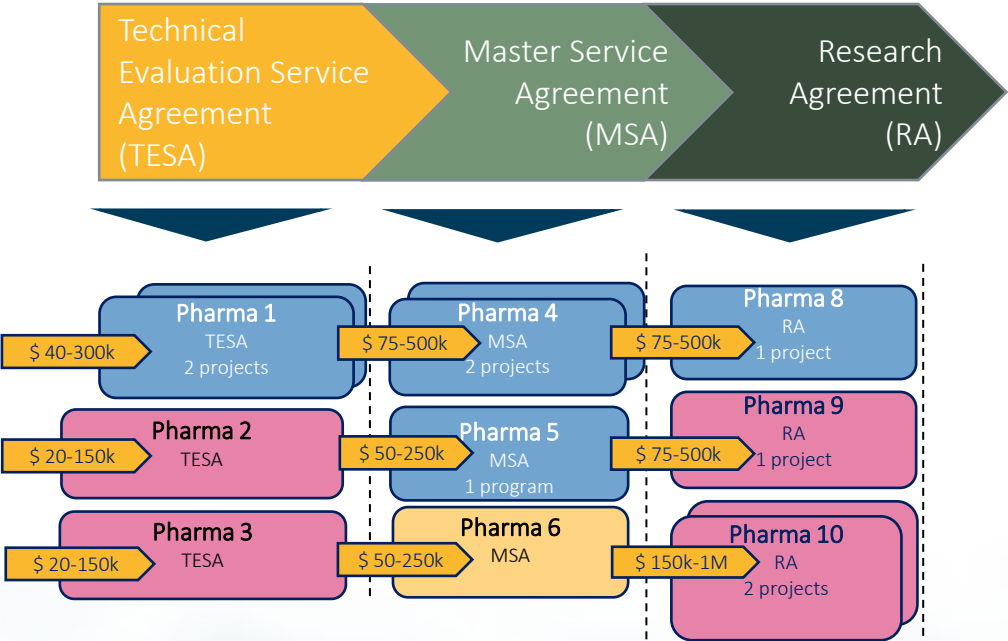 Technical
Evaluation Service
Agreement
(TESA)
Master Service
Agreement
(MSA)
Research
Agreement
(RA)
Pharma 1
TESA
2 projects
$ 40-300k
Pharma 4
MSA
2 projects
$ 75-500k
Pharma 8
RA
1 project
$ 75-500k
Pharma 2
TESA
$ 20-150k
Pharma 5
MSA
1 program
$ 50-250k
Pharma 9
RA
1 project
$ 75-500k
Pharma 3
TESA
$ 20-150k
Pharma 6
MSA
$ 50-250k
Pharma 10
RA
2 projects
$ 150k-1M